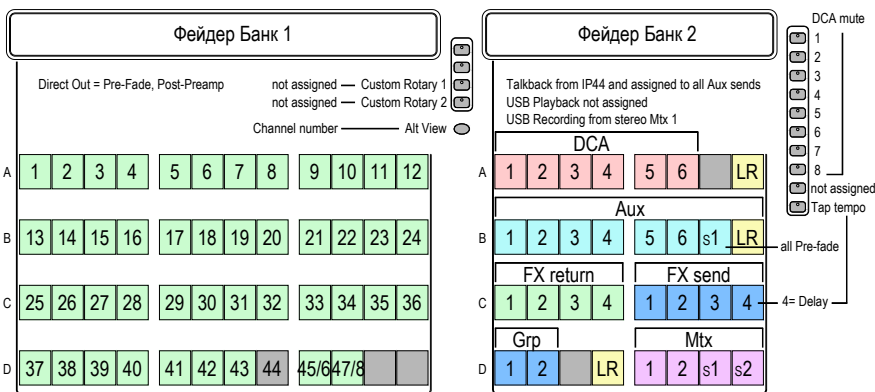 Фейдер Банк 1
Direct Out = Pre-Fade, Post-Preamp
not assigned — Custom Rotary 1
not assigned — Custom Rotary 2
Channel number — Alt View
A 1 2 3 4 5 6 7 8 9 10 11 12
B 13 14 15 16 17 18 19 20 21 22 23 24
C 25 26 27 28 29 30 31 32 33 34 35 36
D 37 38 39 40 41 42 43 44 45/6 47/8
Фейдер Банк 2
Talkback from IP44 and assigned to all Aux sends
USB Playback not assigned
USB Recording from stereo Mtx 1
DCA
A 1 2 3 4 5 6 LR
Aux
B 1 2 3 4 5 6 s1 LR
all Pre-fade
FX return FX send
C 1 2 3 4 1 2 3 4
4= Delay
Grp Mtx
D 1 2 LR 1 2 s1 s2
DCA mute
1
2
3
4
5
6
7
8
not assigned
Tap tempo